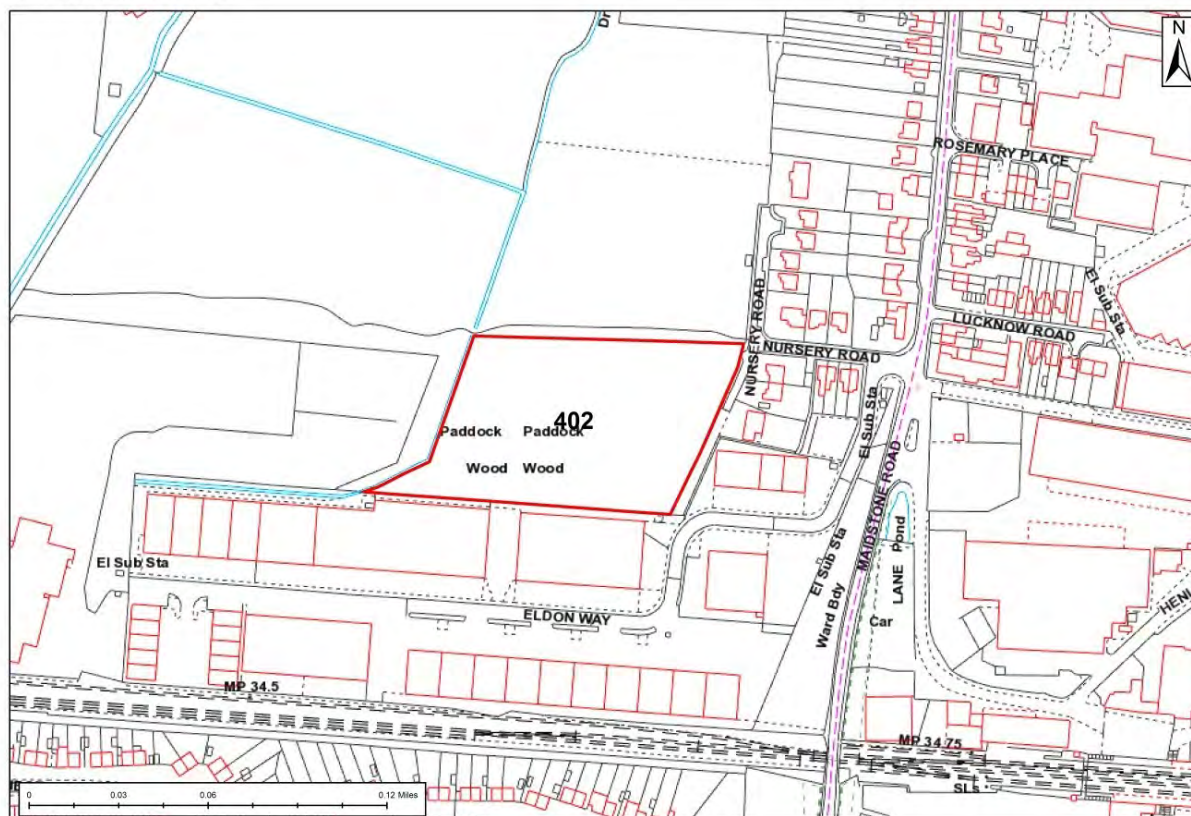 N
Dr
ROSEMARY PLACE
El Sub Sta
NURSERY ROAD
LUCKNOW ROAD
NURSERY ROAD
402
Paddock Paddock
Wood Wood
El Sub Sta
MAIDSTONE ROAD
Pond
LANE
El Sub Sta
Ward Bdy
Car
El Sub Sta
ELDON WAY
MP 34.5
MP 34.75
SLs
0 0.03 0.06 0.12 Miles